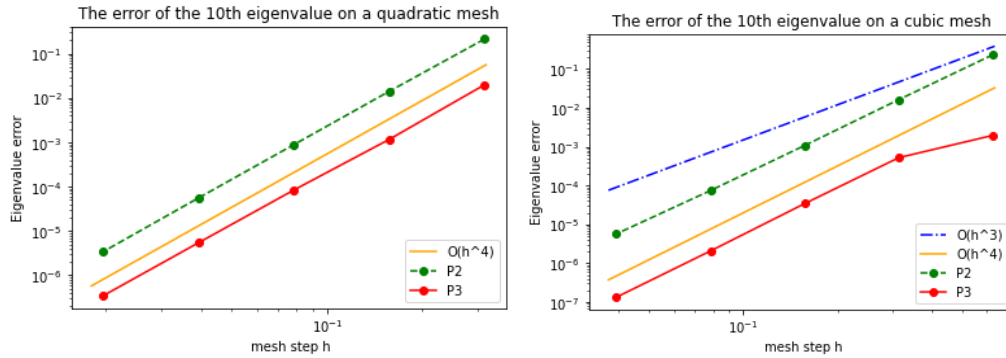 The error of the 10th eigenvalue on a quadratic mesh
Eigenvalue error
10⁻¹
10⁻²
10⁻³
10⁻⁴
10⁻⁵
10⁻⁶
O(h^4)
P2
P3
10⁻¹
mesh step h
The error of the 10th eigenvalue on a cubic mesh
Eigenvalue error
10⁻¹
10⁻²
10⁻³
10⁻⁴
10⁻⁵
10⁻⁶
10⁻⁷
O(h^3)
O(h^4)
P2
P3
10⁻¹
mesh step h